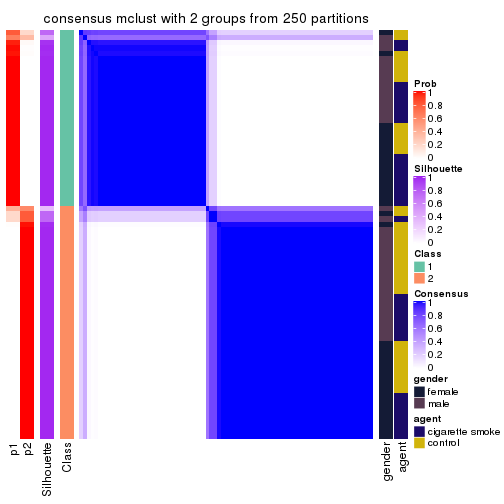 consensus mclust with 2 groups from 250 partitions
Prob
1
0.8
0.6
0.4
0.2
0
Silhouette
1
0.8
0.6
0.4
0.2
0
Class
1
2
Consensus
1
0.8
0.6
0.4
0.2
0
gender
female
male
agent
cigarette smoke
control
p1
p2
Silhouette
Class
gender
agent